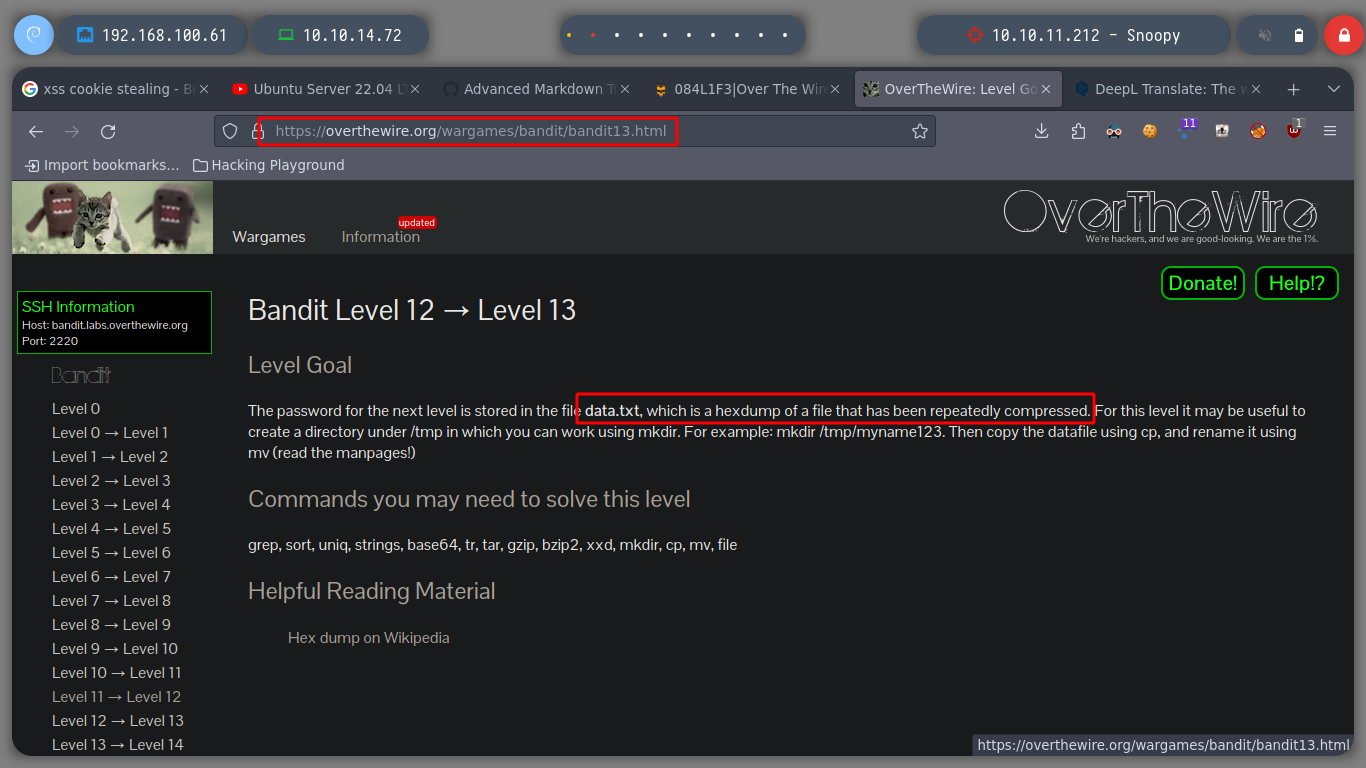 192.168.100.61
10.10.14.72
10.10.11.212 - Snoopy
xss cookie stealing - B
Ubuntu Server 22.04 LT
Advanced Markdown T
084L1F3|Over The Wire
OverTheWire: Level Go
DeepL Translate: The w
https://overthewire.org/wargames/bandit/bandit13.html
11
1
Import bookmarks...
Hacking Playground
Wargames
Information
updated
OverTheWire
We're hackers, and we are good-looking. We are the 1%.
Donate!
Help!?
SSH Information
Host: bandit.labs.overthewire.org
Port: 2220
Bandit
Level 0
Level 0 → Level 1
Level 1 → Level 2
Level 2 → Level 3
Level 3 → Level 4
Level 4 → Level 5
Level 5 → Level 6
Level 6 → Level 7
Level 7 → Level 8
Level 8 → Level 9
Level 9 → Level 10
Level 10 → Level 11
Level 11 → Level 12
Level 12 → Level 13
Level 13 → Level 14
Bandit Level 12 → Level 13
Level Goal
The password for the next level is stored in the file data.txt, which is a hexdump of a file that has been repeatedly compressed. For this level it may be useful to
create a directory under /tmp in which you can work using mkdir. For example: mkdir /tmp/myname123. Then copy the datafile using cp, and rename it using
mv (read the manpages!)
Commands you may need to solve this level
grep, sort, uniq, strings, base64, tr, tar, gzip, bzip2, xxd, mkdir, cp, mv, file
Helpful Reading Material
Hex dump on Wikipedia
https://overthewire.org/wargames/bandit/bandit13.html